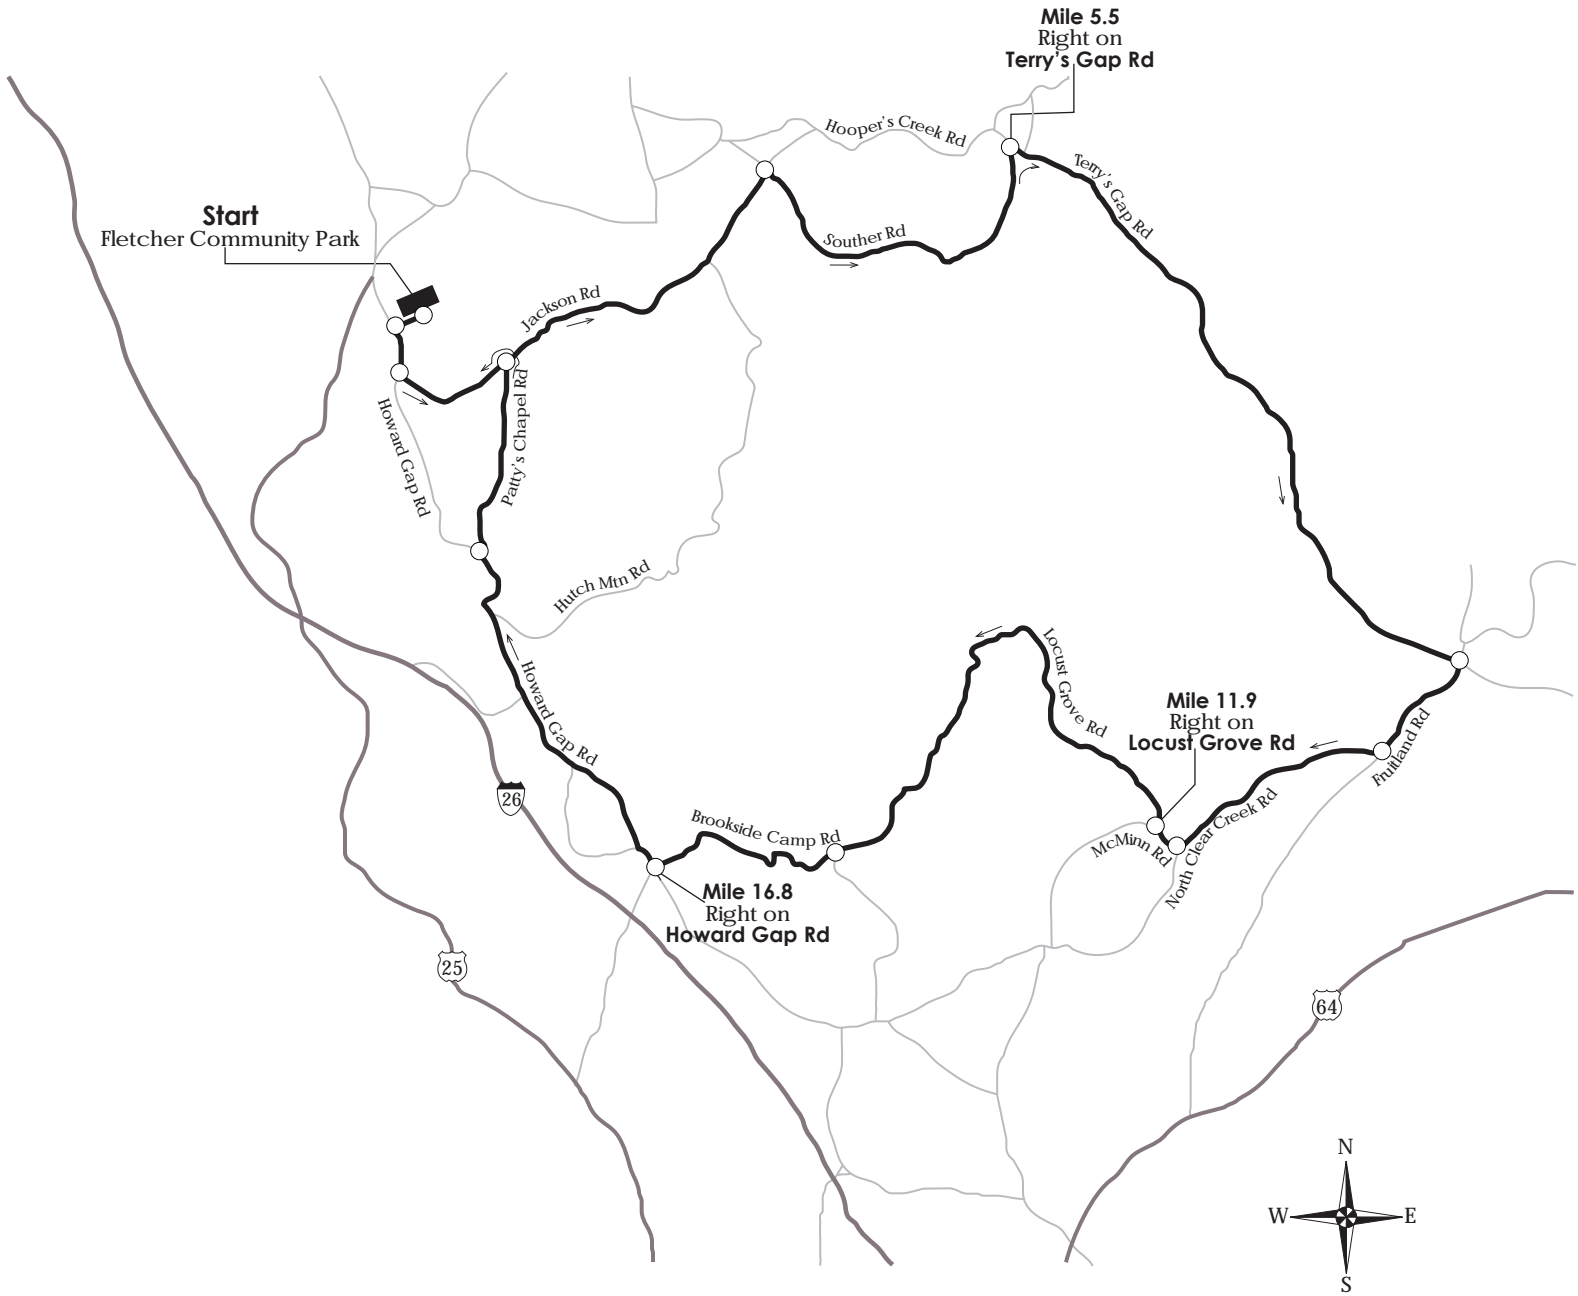 Mile 5.5
Right on
Terry's Gap Rd
Hooper's Creek Rd
Terry's Gap Rd
Start
Fletcher Community Park
Souther Rd
Jackson Rd
Patty's Chapel Rd
Howard Gap Rd
Hutch Mtn Rd
Locust Grove Rd
Mile 11.9
Right on
Locust Grove Rd
Howard Gap Rd
Fruitland Rd
26
Brookside Camp Rd
McMinn Rd
North Clear Creek Rd
Mile 16.8
Right on
Howard Gap Rd
25
64
N
W
E
S